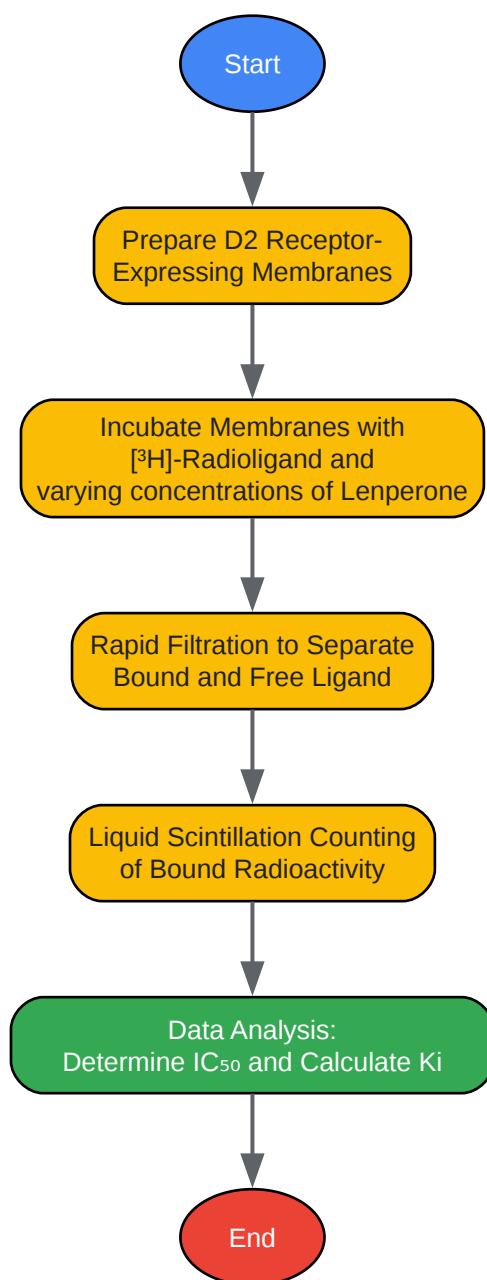 Start
Prepare D2 Receptor-
Expressing Membranes
Incubate Membranes with
[³H]-Radioligand and
varying concentrations of Lenperone
Rapid Filtration to Separate
Bound and Free Ligand
Liquid Scintillation Counting
of Bound Radioactivity
Data Analysis:
Determine IC₅₀ and Calculate Ki
End